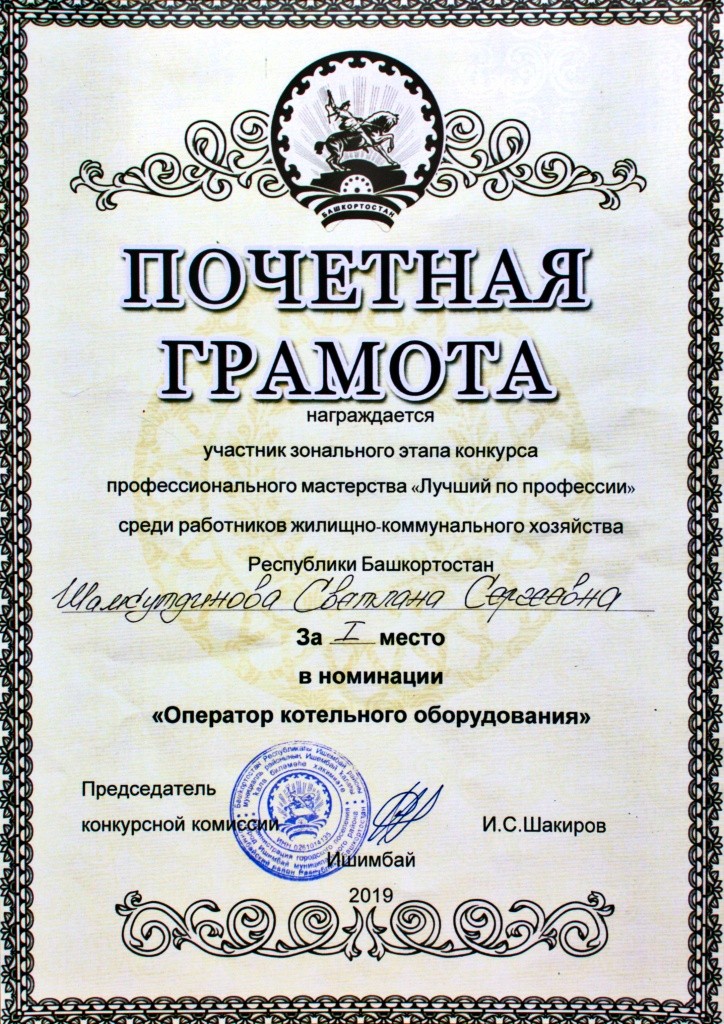 БАШКОРТОСТАН
ПОЧЕТНАЯ
ГРАМОТА
награждается
участник зонального этапа конкурса
профессионального мастерства «Лучший по профессии»
среди работников жилищно-коммунального хозяйства
Республики Башкортостан
Светлана Сергеевна
За I место
в номинации
«Оператор котельного оборудования»
Председатель
конкурсной комиссии
И.С.Шакиров
Ишимбай
2019